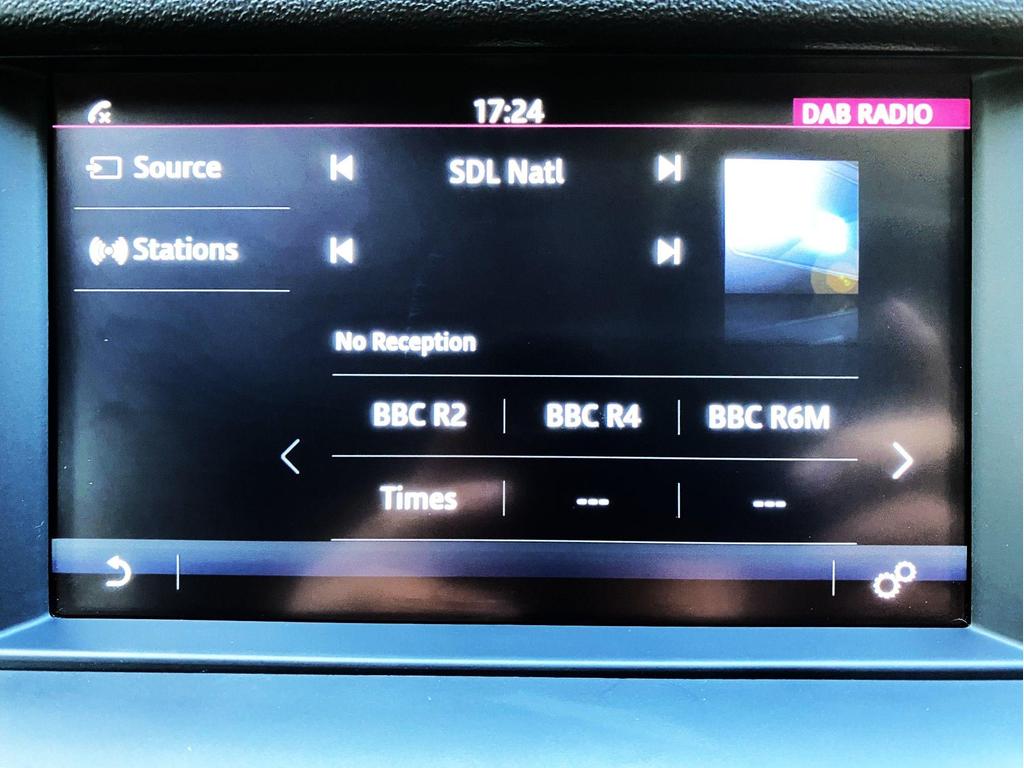 17:24 DAB RADIO
Source SDL Natl
Stations
No Reception
BBC R2 BBC R4 BBC R6M
Times --- ---